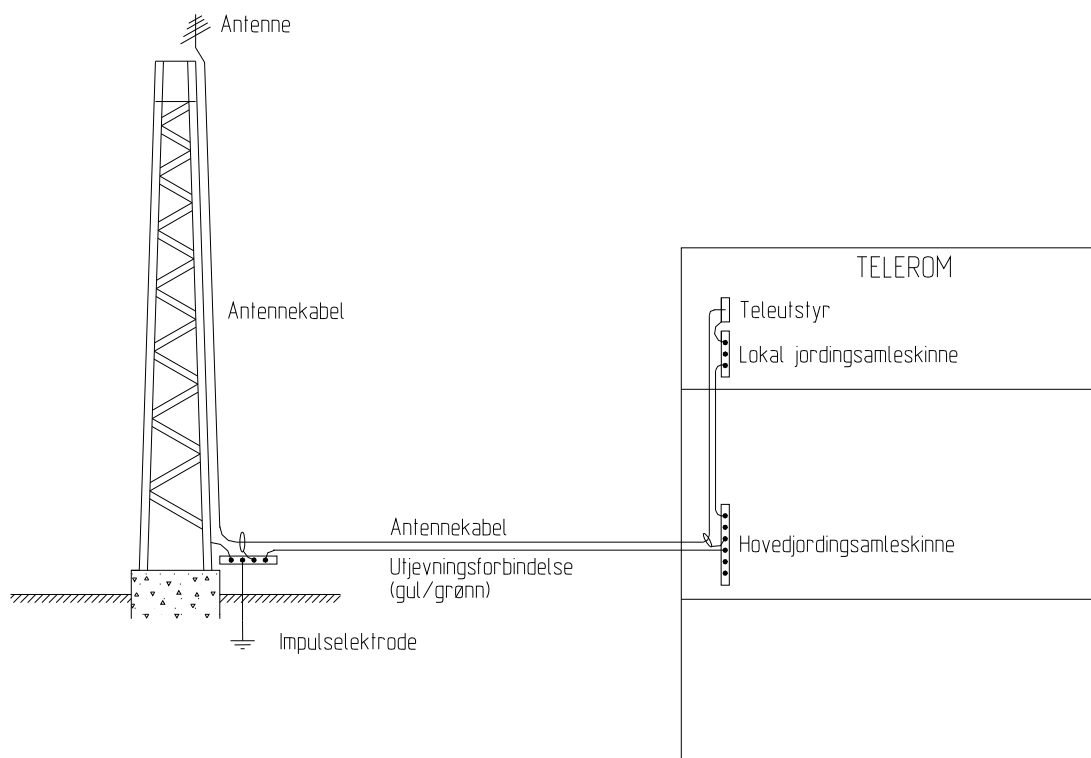 Antenne
TELEROM
Antennekabel
Teleutstyr
Lokal jordingsamleskinne
Antennekabel
Hovedjordingsamleskinne
Utjevningsforbindelse
(gul/grønn)
Impulselektrode